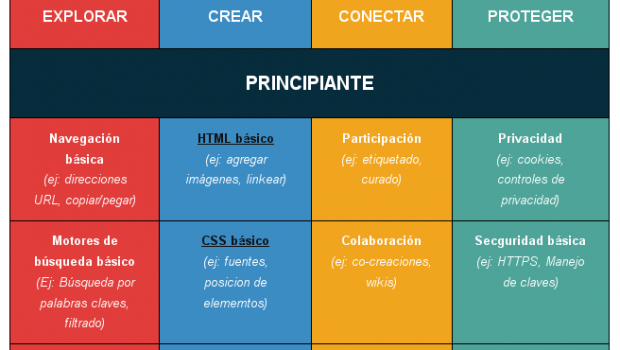 EXPLORAR CREAR CONECTAR PROTEGER
PRINCIPIANTE
Navegación
básica
(ej: direcciones
URL, copiar/pegar)
HTML básico
(ej: agregar
imágenes, linkear)
Participación
(ej: etiquetado,
curado)
Privacidad
(ej: cookies,
controles de
privacidad)
Motores de
búsqueda básico
(Ej: Búsqueda por
palabras claves,
filtrado)
CSS básico
(ej: fuentes,
posicion de
elememtos)
Colaboración
(ej: co-creaciones,
wikis)
Secguridad básica
(ej: HTTPS, Manejo
de claves)